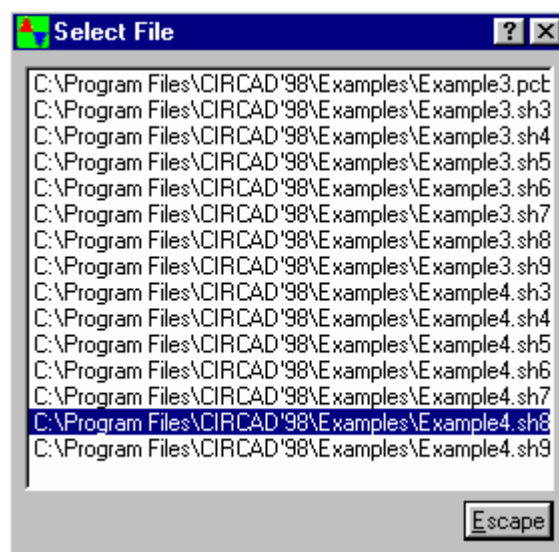 Select File
C:\Program Files\CIRCAD'98\Examples\Example3.pcb
C:\Program Files\CIRCAD'98\Examples\Example3.sh3
C:\Program Files\CIRCAD'98\Examples\Example3.sh4
C:\Program Files\CIRCAD'98\Examples\Example3.sh5
C:\Program Files\CIRCAD'98\Examples\Example3.sh6
C:\Program Files\CIRCAD'98\Examples\Example3.sh7
C:\Program Files\CIRCAD'98\Examples\Example3.sh8
C:\Program Files\CIRCAD'98\Examples\Example3.sh9
C:\Program Files\CIRCAD'98\Examples\Example4.sh3
C:\Program Files\CIRCAD'98\Examples\Example4.sh4
C:\Program Files\CIRCAD'98\Examples\Example4.sh5
C:\Program Files\CIRCAD'98\Examples\Example4.sh6
C:\Program Files\CIRCAD'98\Examples\Example4.sh7
C:\Program Files\CIRCAD'98\Examples\Example4.sh8
C:\Program Files\CIRCAD'98\Examples\Example4.sh9
Escape